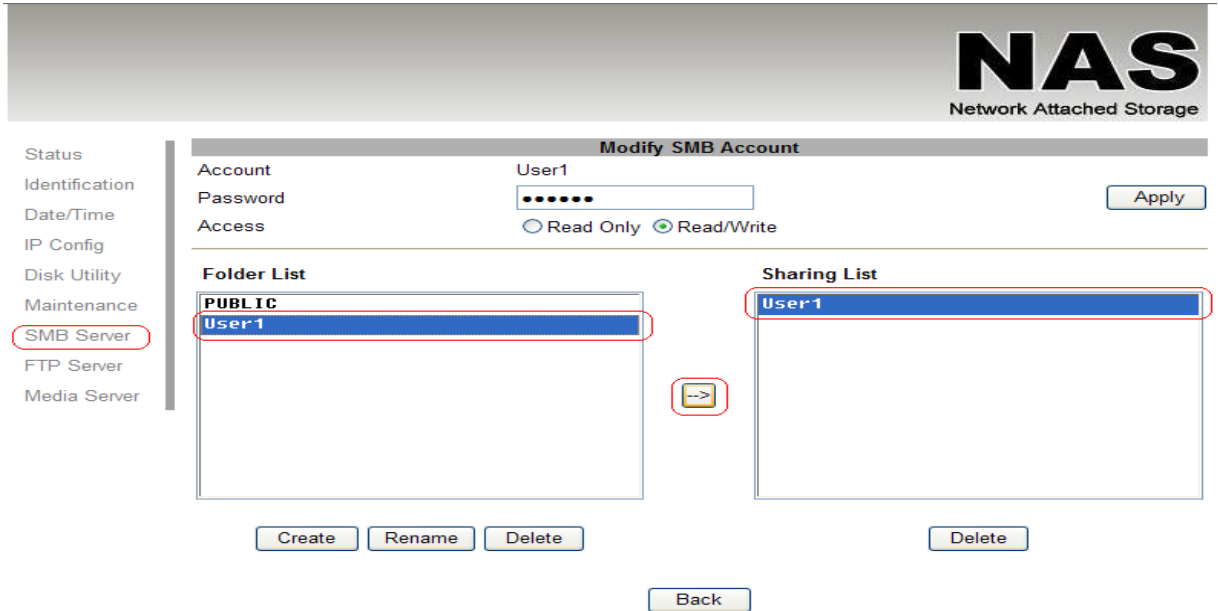 NAS
Network Attached Storage
Status
Identification
Date/Time
IP Config
Disk Utility
Maintenance
SMB Server
FTP Server
Media Server
Modify SMB Account
Account User1
Password ●●●●●● Apply
Access Read Only Read/Write
Folder List
PUBLIC
User1
-->
Sharing List
User1
Create Rename Delete
Delete
Back